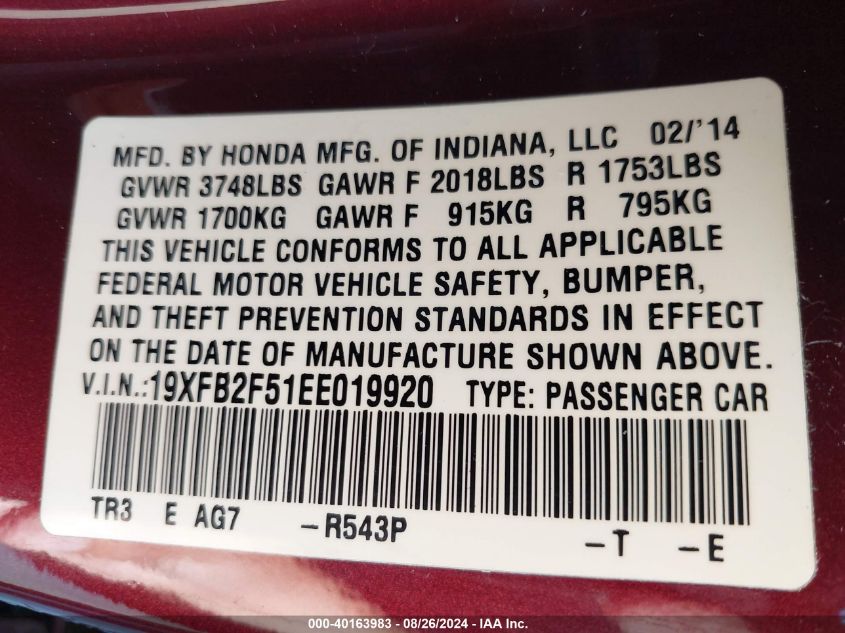 MFD. BY HONDA MFG. OF INDIANA, LLC 02/'14
GVWR 3748LBS GAWR F 2018LBS R 1753LBS
GVWR 1700KG GAWR F 915KG R 795KG
THIS VEHICLE CONFORMS TO ALL APPLICABLE
FEDERAL MOTOR VEHICLE SAFETY, BUMPER,
AND THEFT PREVENTION STANDARDS IN EFFECT
ON THE DATE OF MANUFACTURE SHOWN ABOVE.
V.I.N.:19XFB2F51EE019920 TYPE: PASSENGER CAR
TR3 E AG7 -R543P -T -E
000-40163983 / 08/26/2024 - IAA Inc.